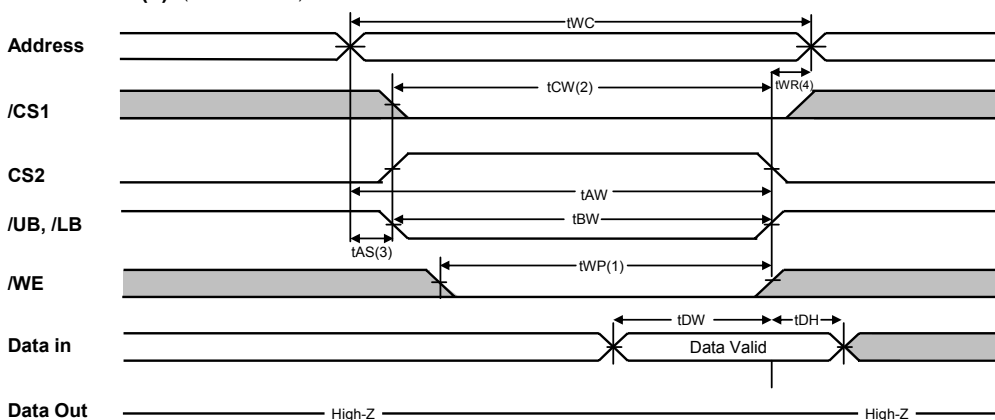 tWC
Address
tCW(2)
tWR(4)
/CS1
CS2
tAW
/UB, /LB
tBW
tAS(3)
/WE
tWP(1)
tDW
tDH
Data in
Data Valid
Data Out
High-Z
High-Z